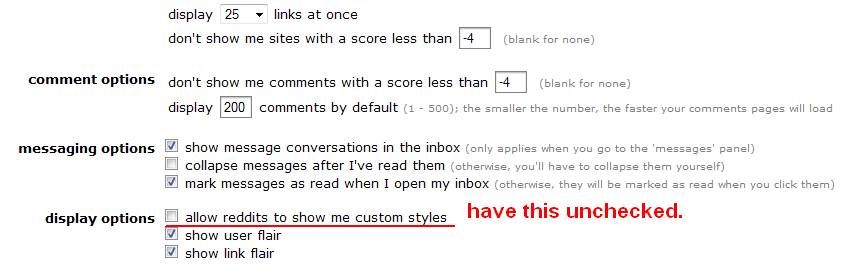 display 25 links at once
don't show me sites with a score less than -4 (blank for none)
comment options don't show me comments with a score less than -4 (blank for none)
display 200 comments by default (1 - 500); the smaller the number, the faster your comments pages will load
messaging options show message conversations in the inbox (only applies when you go to the 'messages' panel)
collapse messages after I've read them (otherwise, you'll have to collapse them yourself)
mark messages as read when I open my inbox (otherwise, they will be marked as read when you click them)
display options allow reddits to show me custom styles have this unchecked.
show user flair
show link flair